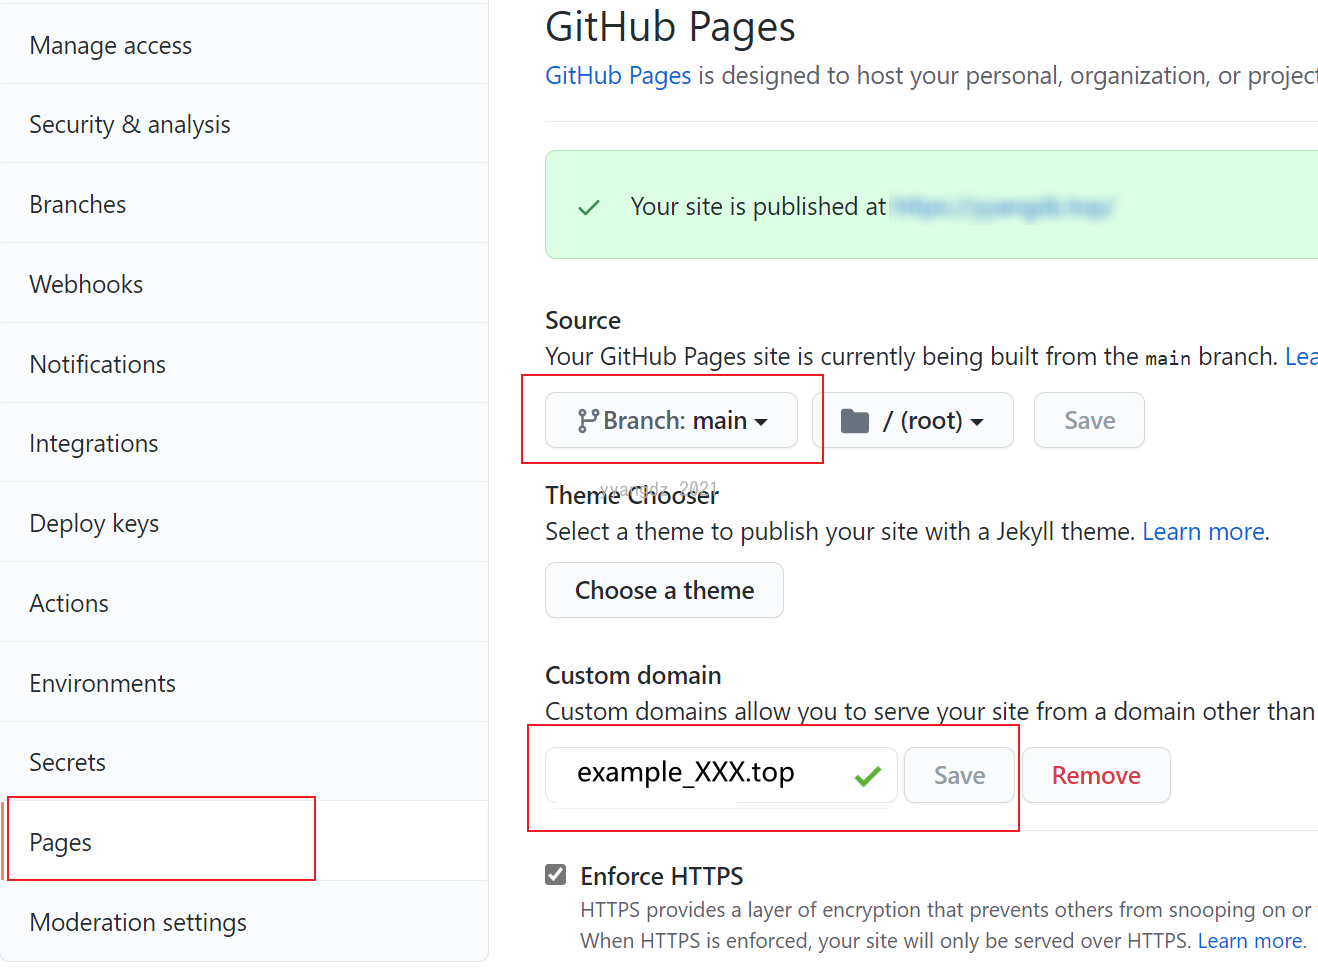 Manage access
Security & analysis
Branches
Webhooks
Notifications
Integrations
Deploy keys
Actions
Environments
Secrets
Pages
Moderation settings
GitHub Pages
GitHub Pages is designed to host your personal, organization, or project
Your site is published at
Source
Your GitHub Pages site is currently being built from the main branch. Lea
Branch: main
/ (root)
Save
yyangdz 2021
Theme Chooser
Select a theme to publish your site with a Jekyll theme. Learn more.
Choose a theme
Custom domain
Custom domains allow you to serve your site from a domain other than
example_XXX.top
Save
Remove
Enforce HTTPS
HTTPS provides a layer of encryption that prevents others from snooping on or
When HTTPS is enforced, your site will only be served over HTTPS. Learn more.